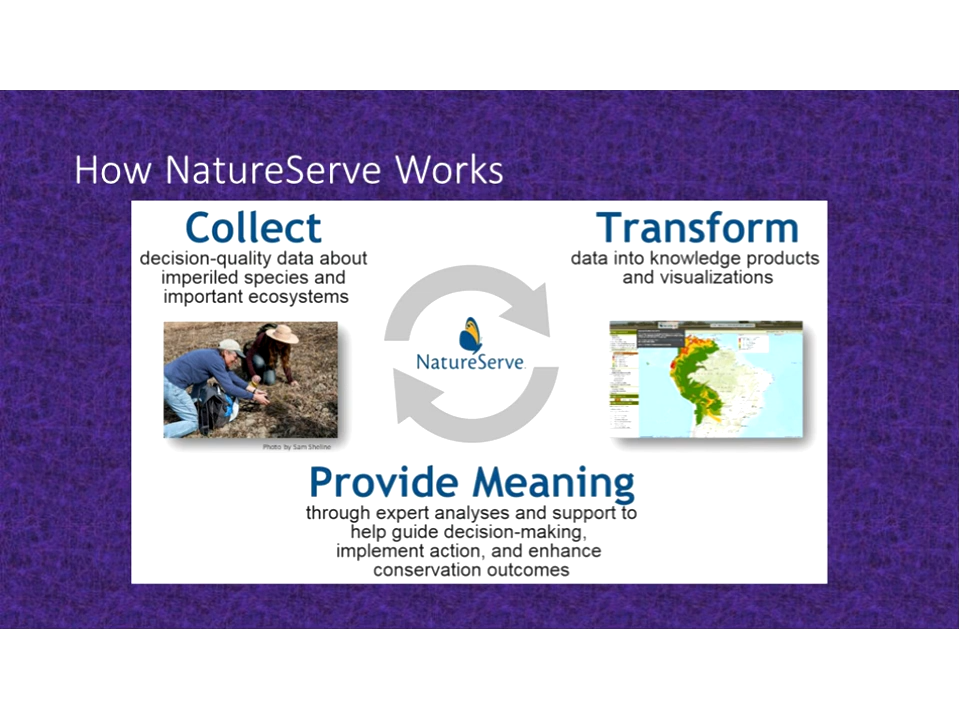 How NatureServe Works
Collect
decision-quality data about
imperiled species and
important ecosystems
Photo by Sam Sheline
Transform
data into knowledge products
and visualizations
NatureServe
Provide Meaning
through expert analyses and support to
help guide decision-making,
implement action, and enhance
conservation outcomes